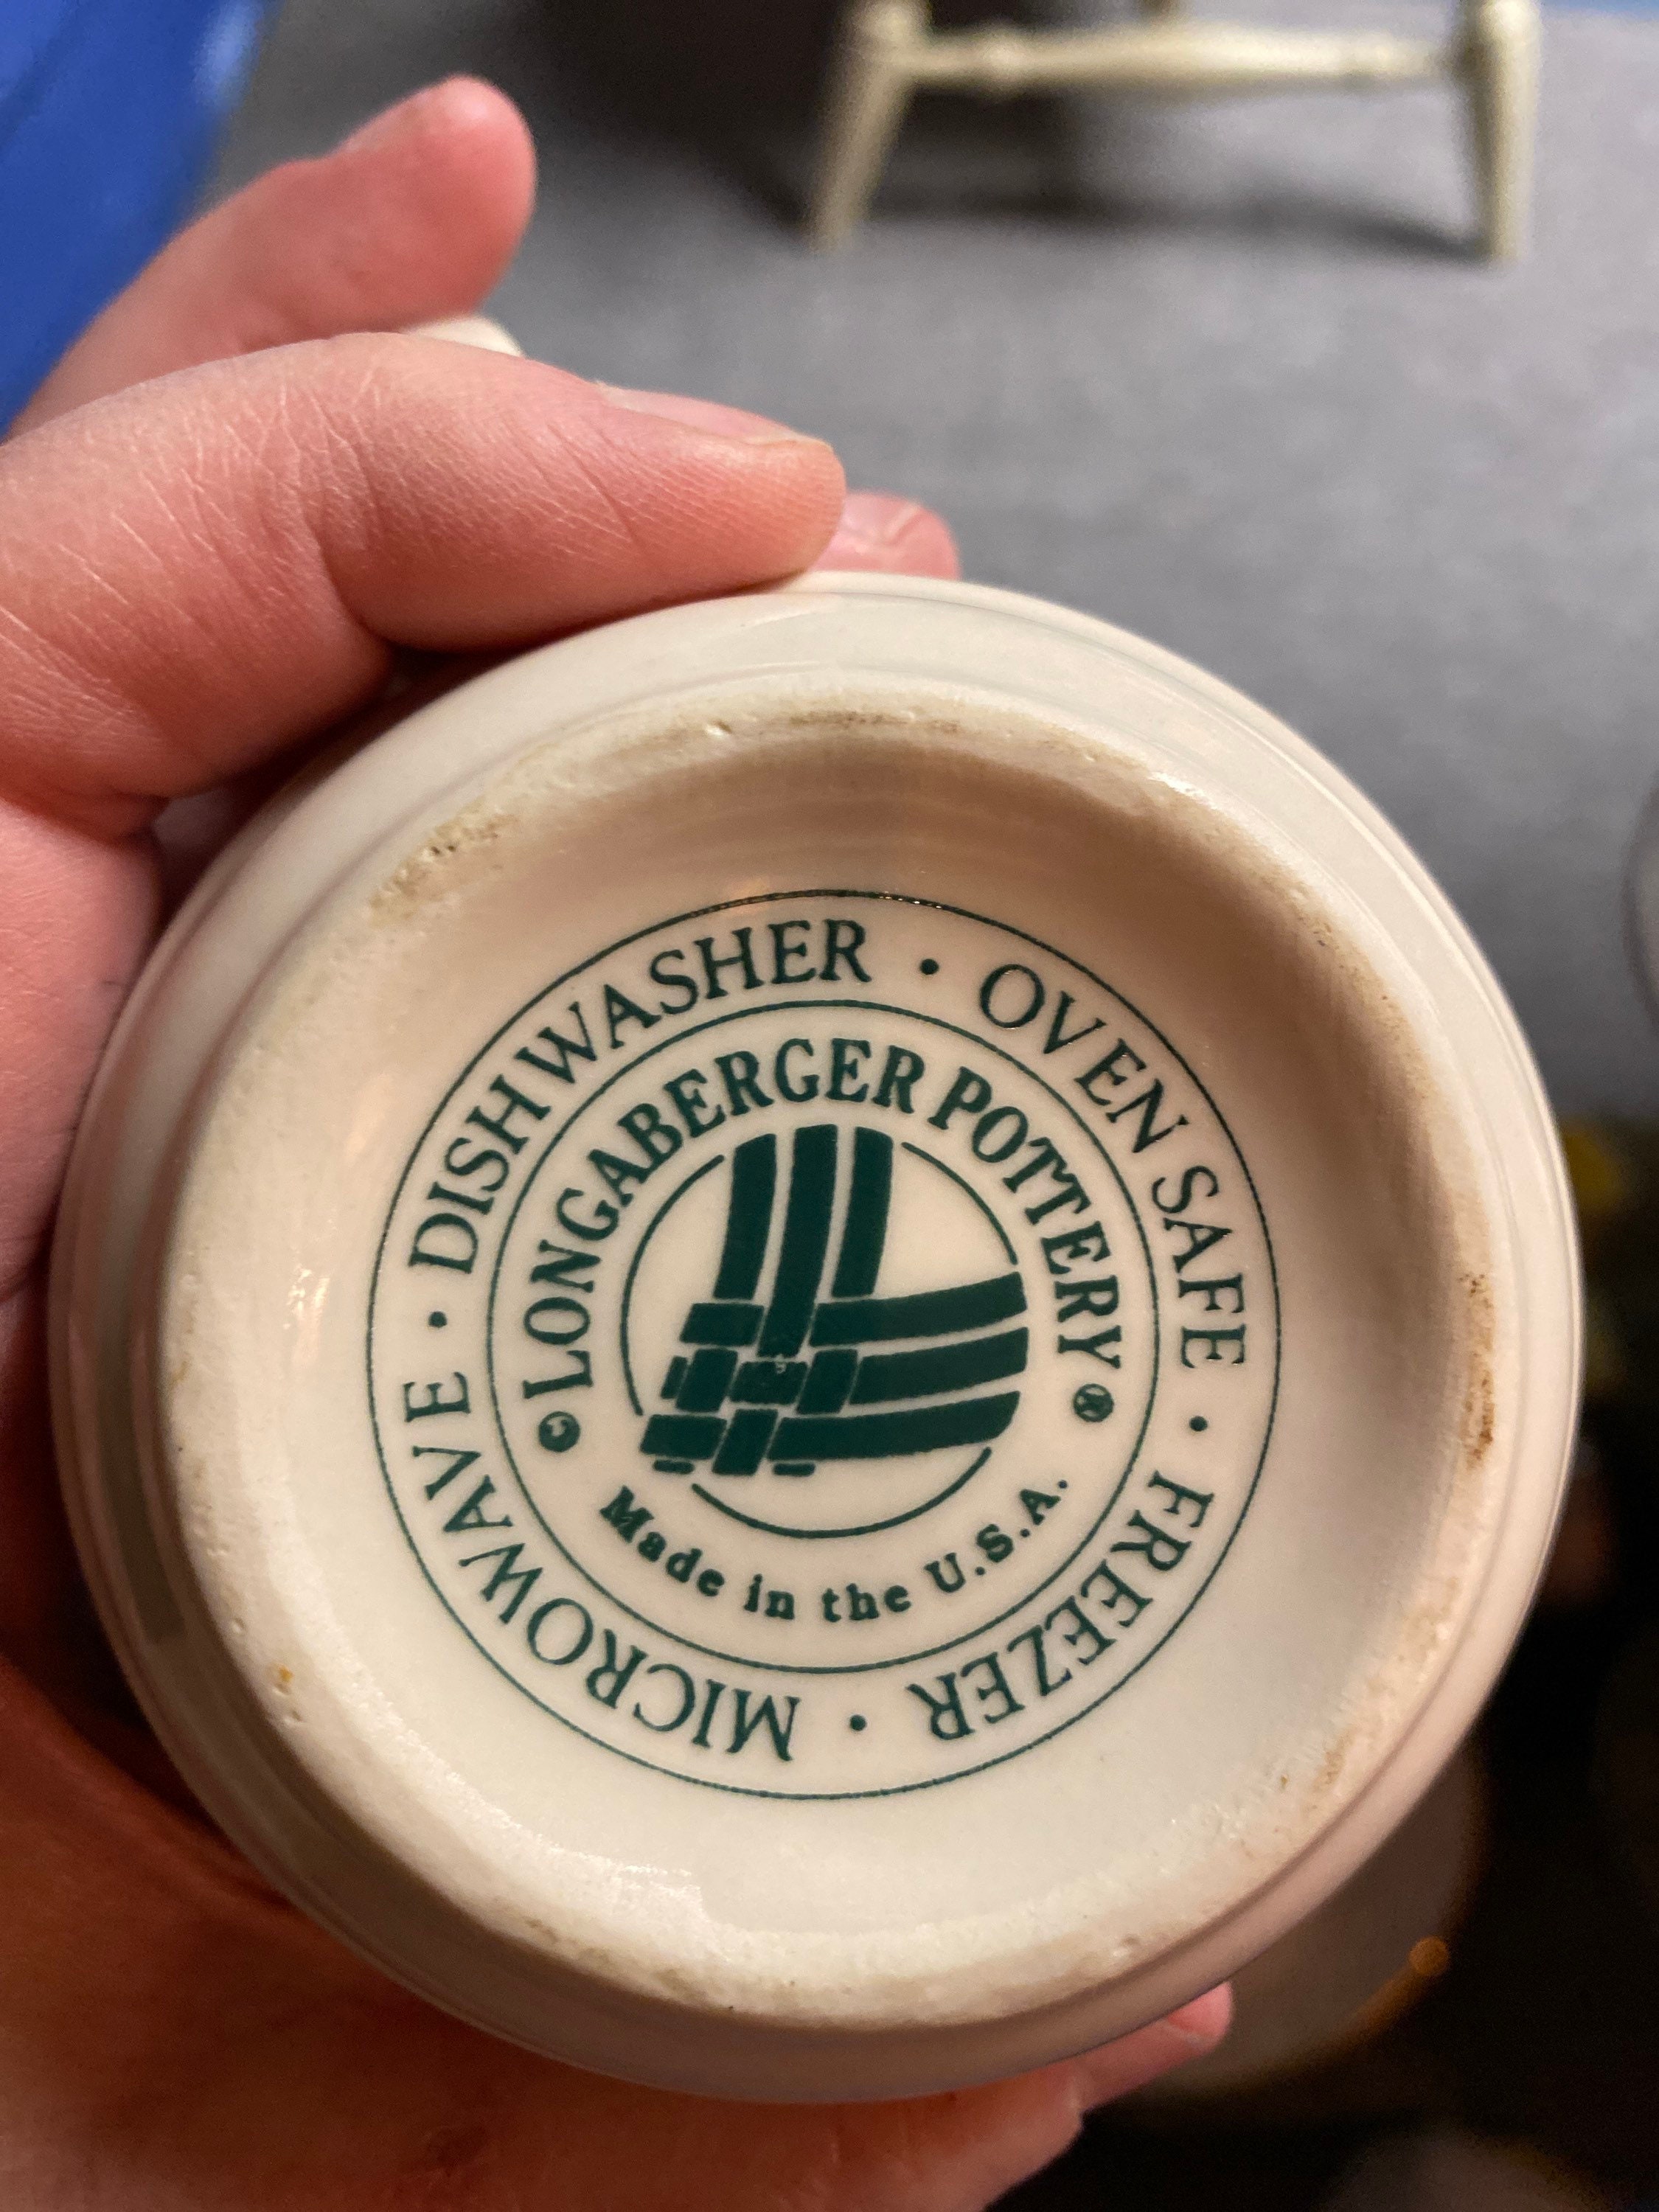 DISHWASHER • OVEN SAFE • FREEZER • MICROWAVE •
© LONGABERGER POTTERY ®
Made in the U.S.A.